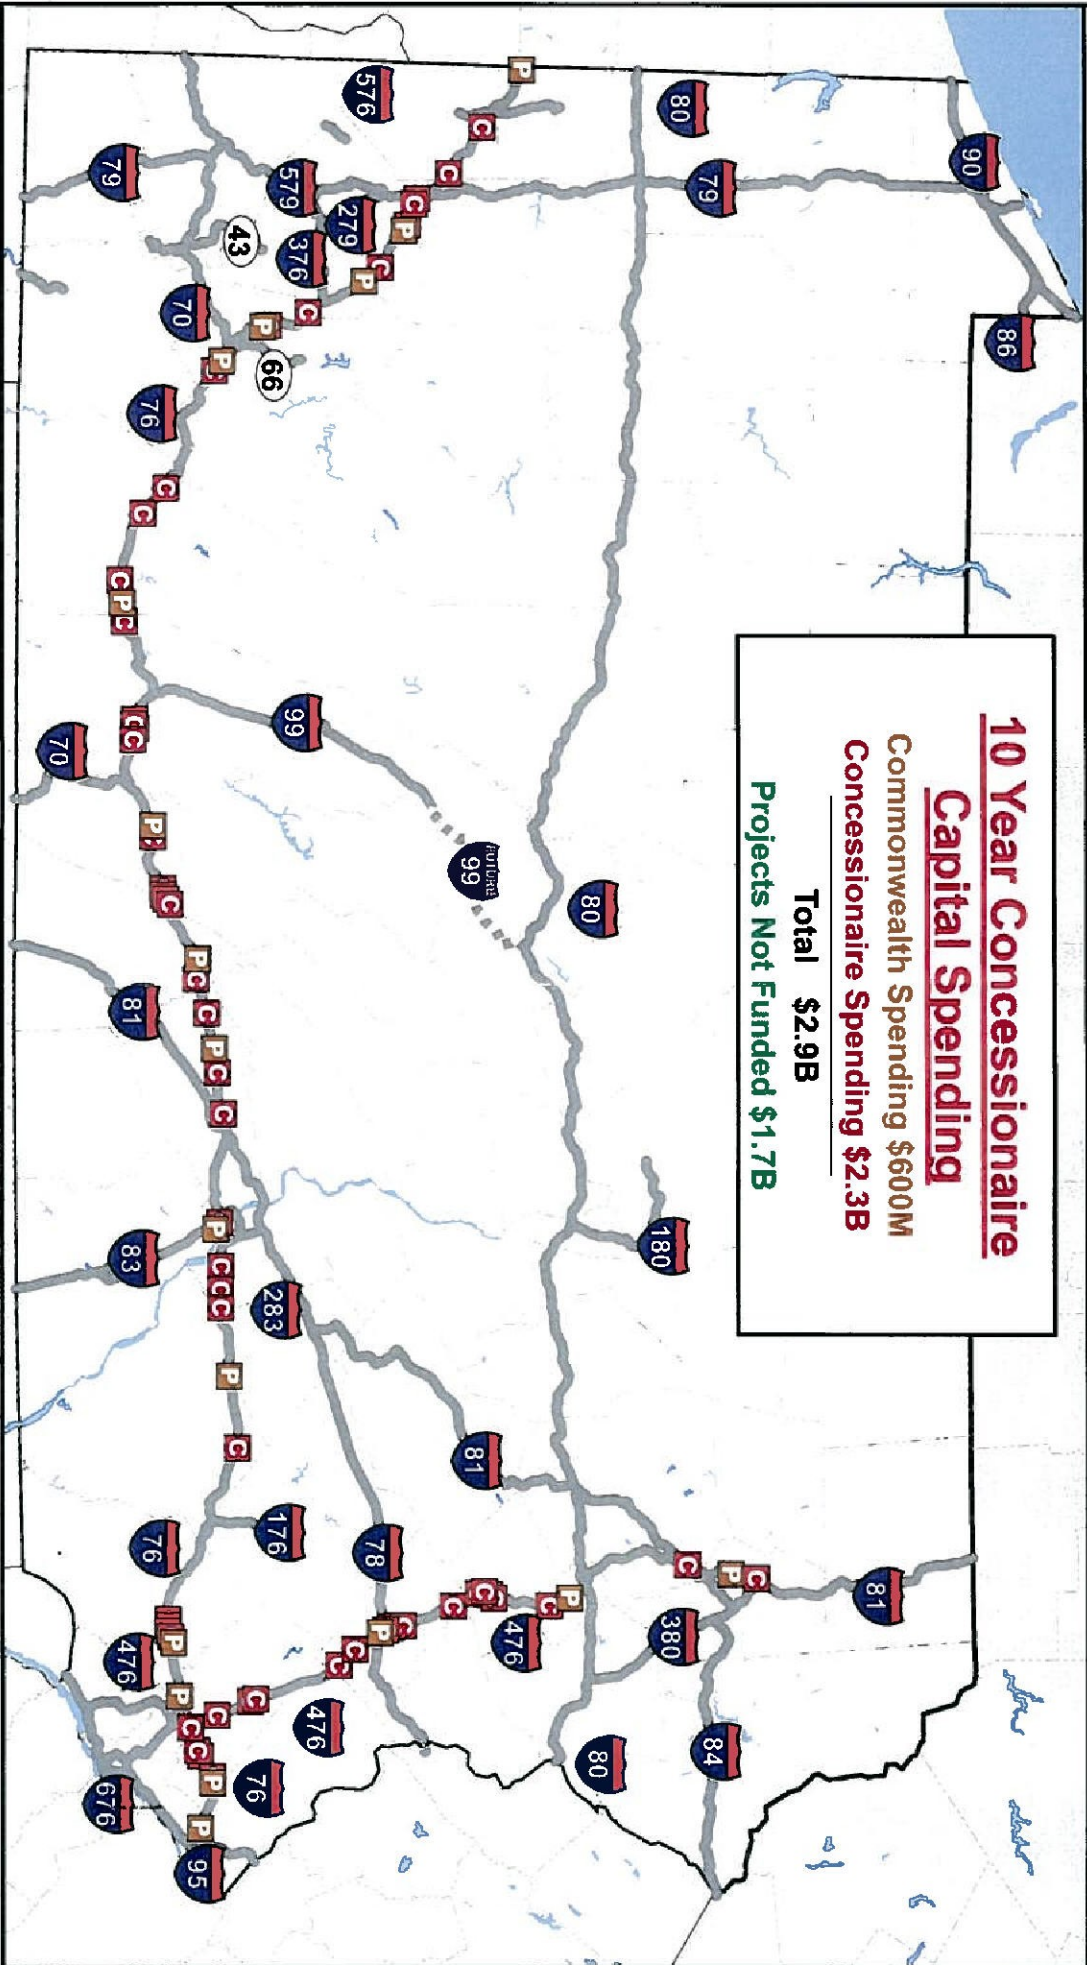 10 Year Concessionaire
Capital Spending
Commonwealth Spending $600M
Concessionaire Spending $2.3B
Total $2.9B
Projects Not Funded $1.7B
86
90
81
84
79
80
380
180
80
80
476
81
FUTURE
99
78
576
279
476
376
99
579
176
283
66
76
43
95
70
76
76
83
81
476
79
676
70
P
C
C
C
P
C
P
C
P
P
C
C
C
P
C
C
C
P
C
P
C
C
P
C
C
P
C
C
C
P
C
P
P
C
C
P
P
C
C
C
C
P
C
C
C
C
P
C
P
C